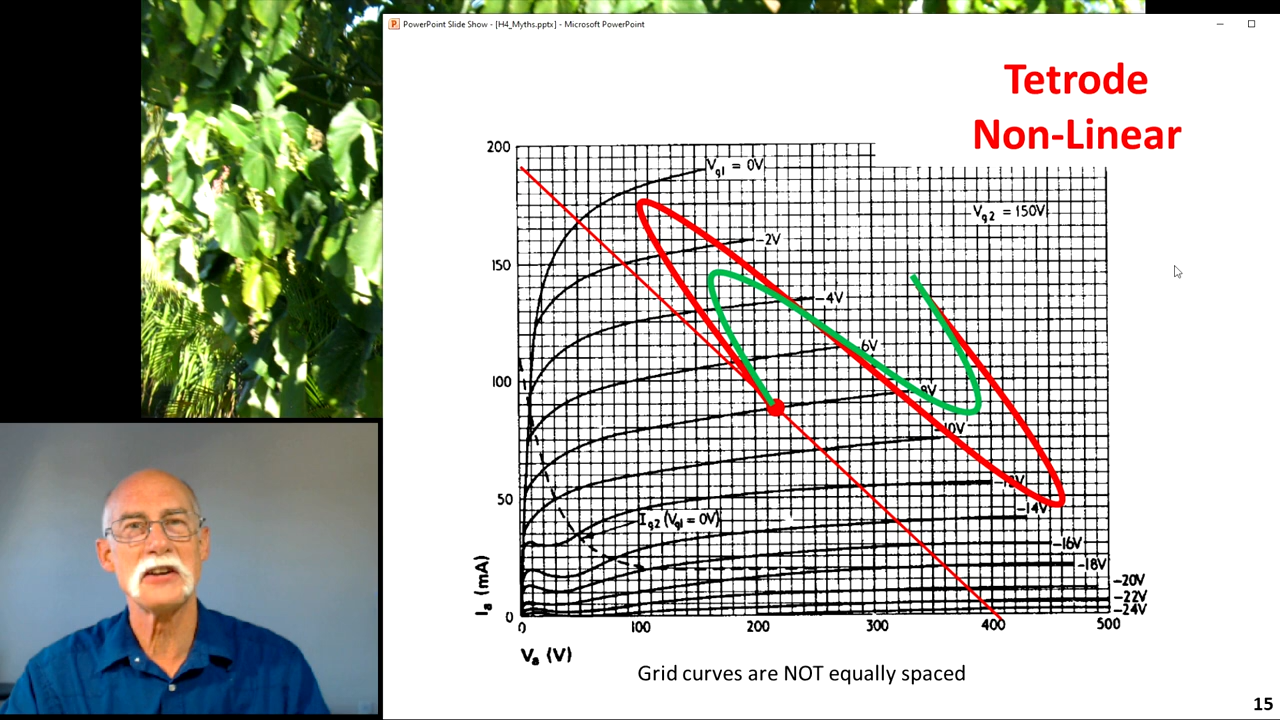 PowerPoint Slide Show - [H4_Myths.pptx] - Microsoft PowerPoint
Tetrode
Non-Linear
200
Vg1 = 0V
Vg2 = 150V
-2V
150
-4V
-6V
100
-8V
-10V
-12V
50
-14V
Ig2 (Vg1 = 0V)
-16V
-18V
-20V
-22V
-24V
Ia (mA)
0
0 100 200 300 400 500
Va (V)
Grid curves are NOT equally spaced
15